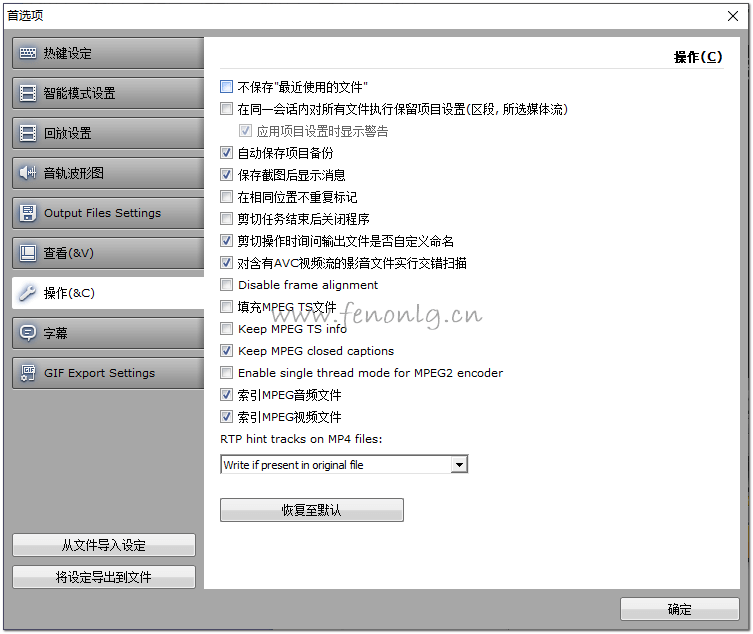 首选项
热键设定
智能模式设置
回放设置
音轨波形图
Output Files Settings
查看(&V)
操作(&C)
字幕
GIF Export Settings
从文件导入设定
将设定导出到文件
操作(C)
不保存"最近使用的文件"
在同一会话内对所有文件执行保留项目设置(区段, 所选媒体流)
应用项目设置时显示警告
自动保存项目备份
保存截图后显示消息
在相同位置不重复标记
剪切任务结束后关闭程序
剪切操作时询问输出文件是否自定义命名
对含有AVC视频流的影音文件实行交错扫描
Disable frame alignment
填充MPEG TS文件
www.fenonlg.cn
Keep MPEG TS info
Keep MPEG closed captions
Enable single thread mode for MPEG2 encoder
索引MPEG音频文件
索引MPEG视频文件
RTP hint tracks on MP4 files:
Write if present in original file
恢复至默认
确定